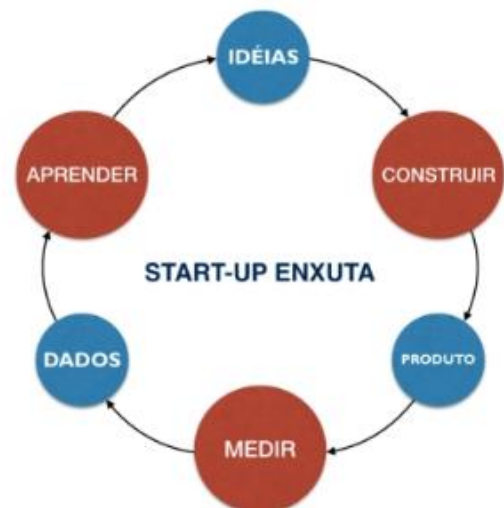 IDÉIAS
APRENDER
CONSTRUIR
START-UP ENXUTA
DADOS
PRODUTO
MEDIR